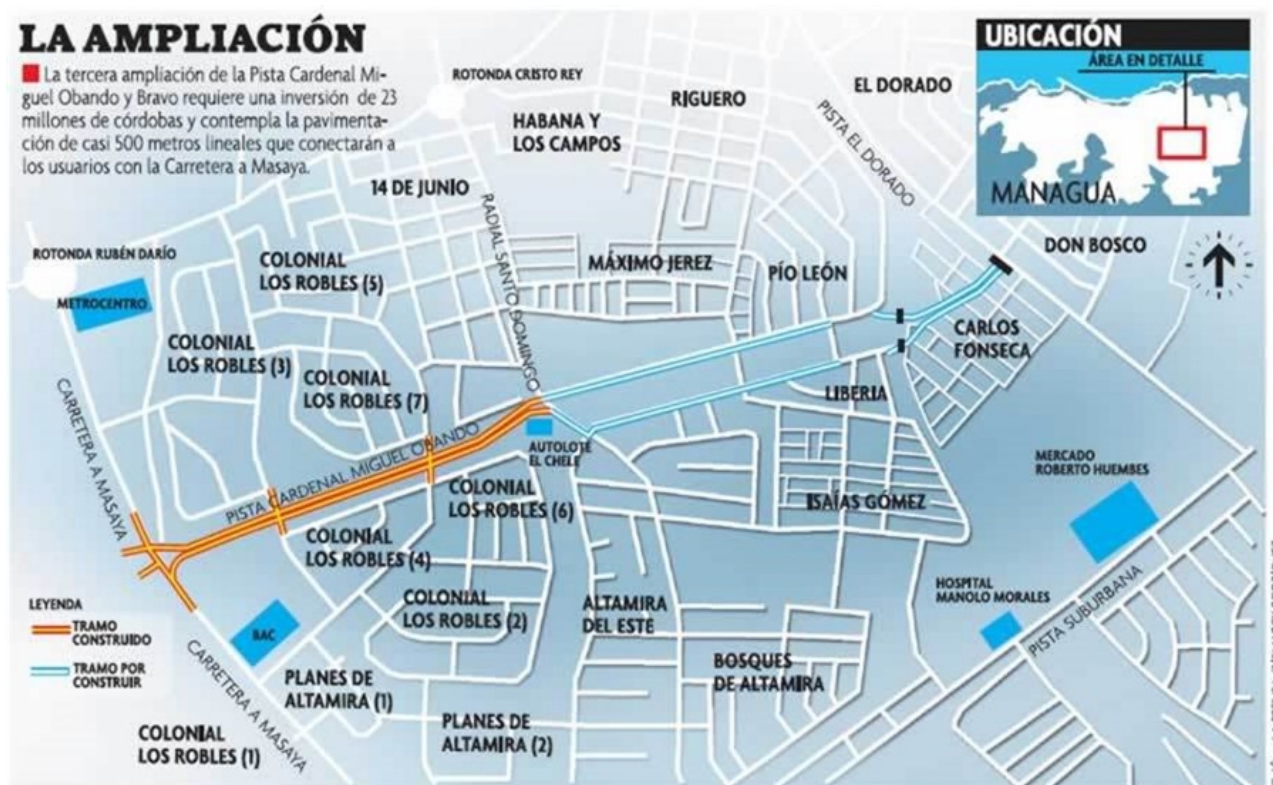 LA AMPLIACIÓN
La tercera ampliación de la Pista Cardenal Mi-
guel Obando y Bravo requiere una inversión de 23
millones de córdobas y contempla la pavimenta-
ción de casi 500 metros lineales que conectarán a
los usuarios con la Carretera a Masaya.
UBICACIÓN
ÁREA EN DETALLE
MANAGUA
ROTONDA CRISTO REY
RIGUERO
EL DORADO
HABANA Y
LOS CAMPOS
PISTA EL DORADO
14 DE JUNIO
RADIAL SANTO DOMINGO
ROTONDA RUBÉN DARÍO
METROCENTRO
COLONIAL
LOS ROBLES (5)
MÁXIMO JEREZ
PÍO LEÓN
DON BOSCO
COLONIAL
LOS ROBLES (3)
COLONIAL
LOS ROBLES (7)
CARLOS
FONSECA
LIBERIA
CARRETERA A MASAYA
PISTA CARDENAL MIGUEL OBANDO
AUTOLOTE
EL CHELE
MERCADO
ROBERTO HUEMBES
COLONIAL
LOS ROBLES (6)
ISAÍAS GÓMEZ
COLONIAL
LOS ROBLES (4)
HOSPITAL
MANOLO MORALES
PISTA SUBURBANA
COLONIAL
LOS ROBLES (2)
ALTAMIRA
DEL ESTE
LEYENDA
TRAMO
CONSTRUIDO
TRAMO POR
CONSTRUIR
BAC
CARRETERA A MASAYA
PLANES DE
ALTAMIRA (1)
BOSQUES
DE ALTAMIRA
PLANES DE
ALTAMIRA (2)
COLONIAL
LOS ROBLES (1)